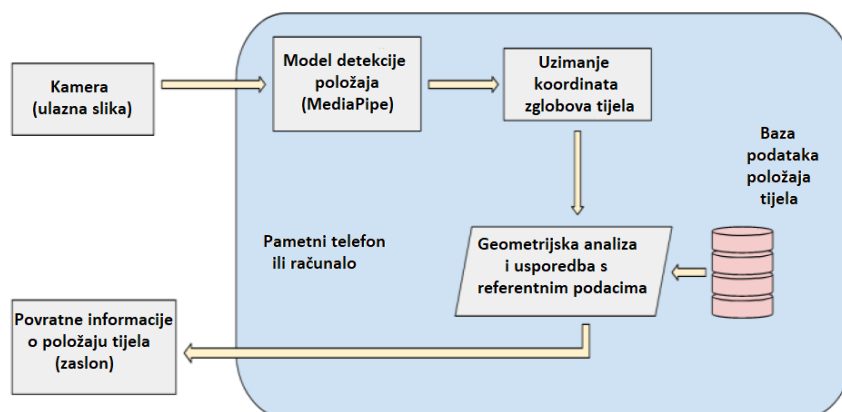 Kamera
(ulazna slika)
Model detekcije
položaja
(MediaPipe)
Uzimanje
koordinata
zglobova tijela
Baza
podataka
položaja
tijela
Pametni telefon
ili računalo
Geometrijska analiza
i usporedba s
referentnim podacima
Povratne informacije
o položaju tijela
(zaslon)